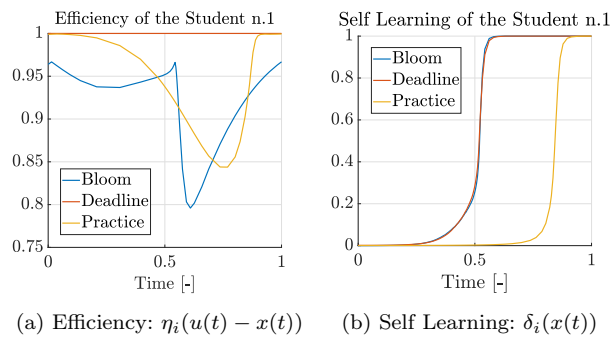 Efficiency of the Student n.1
1
0.95
0.9
0.85
0.8
0.75
Bloom
Deadline
Practice
0
0.5
1
Time [-]
(a) Efficiency: ηᵢ(u(t) − x(t))
Self Learning of the Student n.1
1
0.8
0.6
0.4
0.2
0
Bloom
Deadline
Practice
0
0.5
1
Time [-]
(b) Self Learning: δᵢ(x(t))